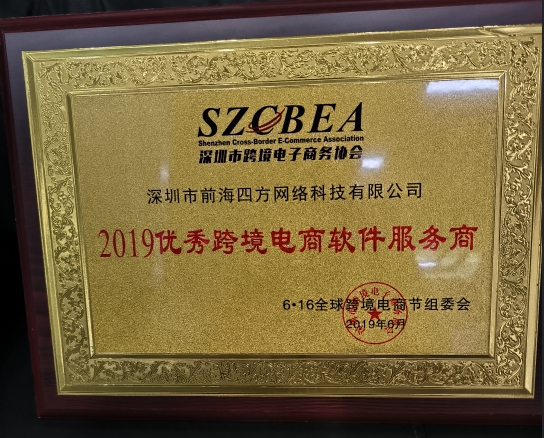 SZCBEA
Shenzhen Cross-Border E-Commerce Association
深圳市跨境电子商务协会
深圳市前海四方网络科技有限公司
2019优秀跨境电商软件服务商
6·16全球跨境电商节组委会
2019年6月